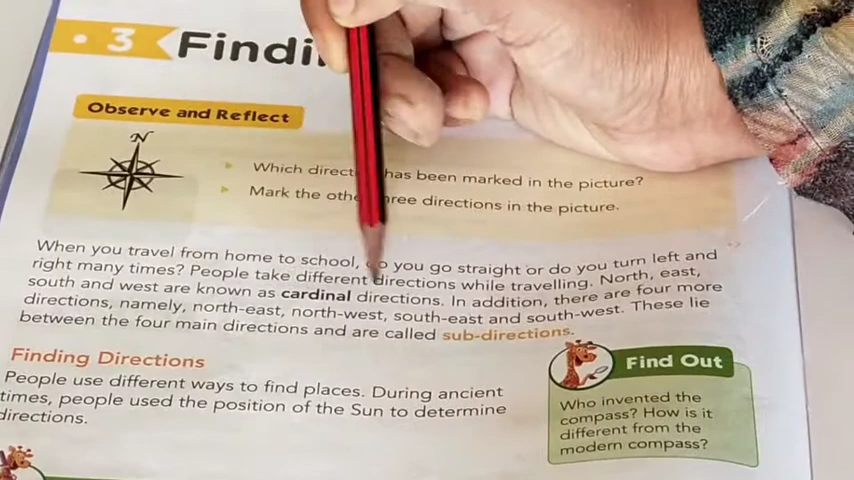 3 Findi
Observe and Reflect
N
Which direc has been marked in the picture?
Mark the othe hree directions in the picture.
When you travel from home to school, do you go straight or do you turn left and
right many times? People take different directions while travelling. North, east,
south and west are known as cardinal directions. In addition, there are four more
directions, namely, north-east, north-west, south-east and south-west. These lie
between the four main directions and are called sub-directions.
Finding Directions
People use different ways to find places. During ancient
times, people used the position of the Sun to determine
directions.
Find Out
Who invented the
compass? How is it
different from the
modern compass?